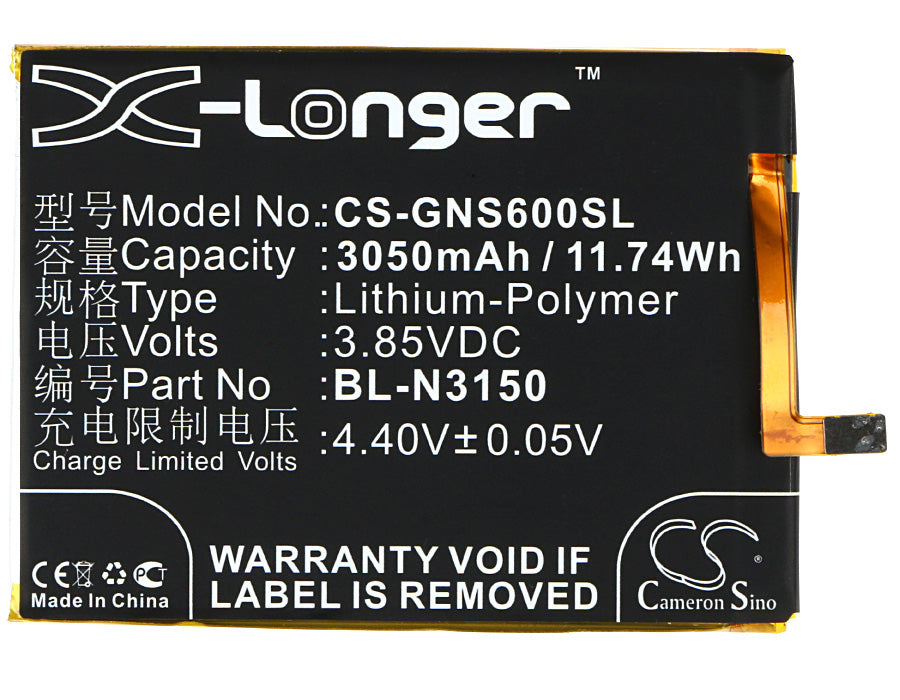 X-Longer™
型号Model No.:CS-GNS600SL
容量Capacity :3050mAh / 11.74Wh
规格Type :Lithium-Polymer
电压Volts :3.85VDC
编号Part No :BL-N3150
充电限制电压 :4.40V±0.05V
Charge Limited Volts
WARRANTY VOID IF
LABEL IS REMOVED
CE PCT
Made In China
CS®
Cameron Sino